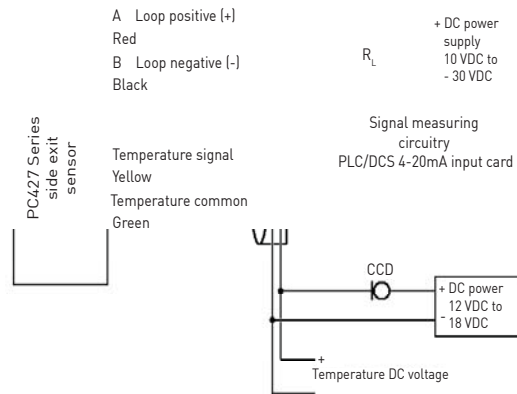 A Loop positive (+)
Red
B Loop negative (-)
Black
R_L
+ DC power
supply
10 VDC to
- 30 VDC
PC427 Series
side exit
sensor
Signal measuring
circuitry
PLC/DCS 4-20mA input card
Temperature signal
Yellow
Temperature common
Green
CCD
+ DC power
12 VDC to
- 18 VDC
+
Temperature DC voltage